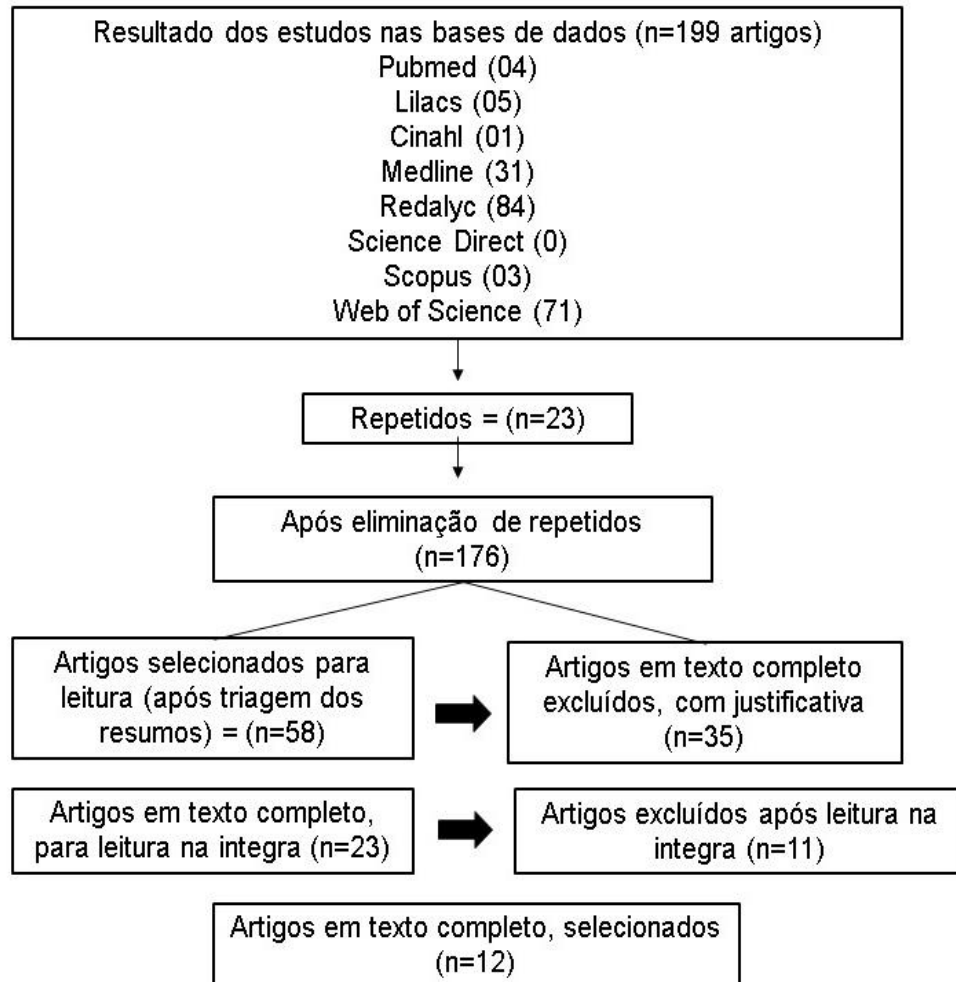 Resultado dos estudos nas bases de dados (n=199 artigos)
Pubmed (04)
Lilacs (05)
Cinahl (01)
Medline (31)
Redalyc (84)
Science Direct (0)
Scopus (03)
Web of Science (71)
Repetidos = (n=23)
Após eliminação de repetidos
(n=176)
Artigos selecionados para
leitura (após triagem dos
resumos) = (n=58)
Artigos em texto completo
excluídos, com justificativa
(n=35)
Artigos em texto completo,
para leitura na integra (n=23)
Artigos excluídos após leitura na
integra (n=11)
Artigos em texto completo, selecionados
(n=12)